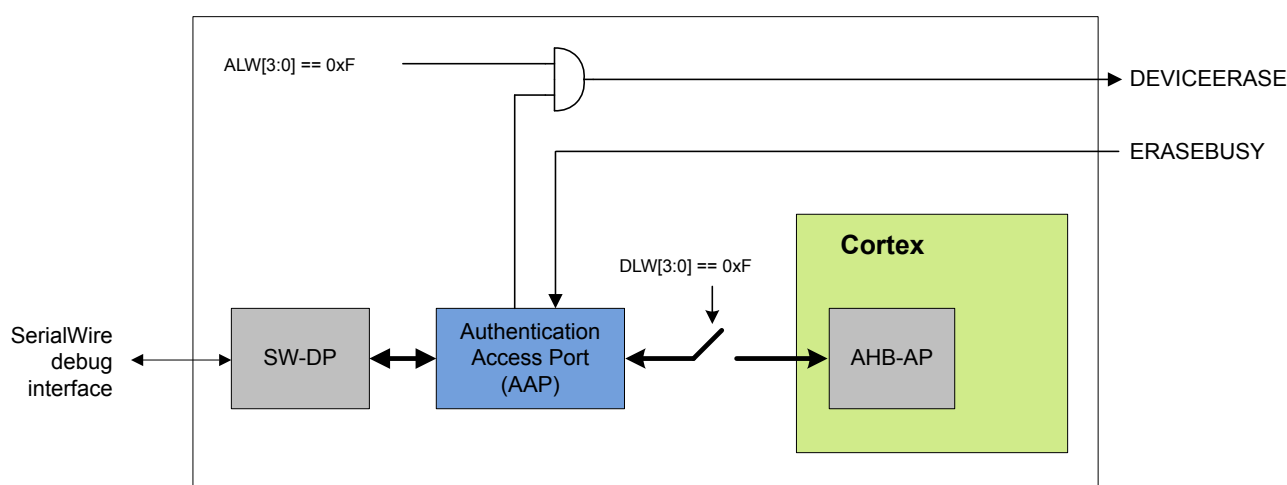 ALW[3:0] == 0xF
DEVICEERASE
ERASEBUSY
Cortex
DLW[3:0] == 0xF
SerialWire
debug
interface
SW-DP
Authentication
Access Port
(AAP)
AHB-AP